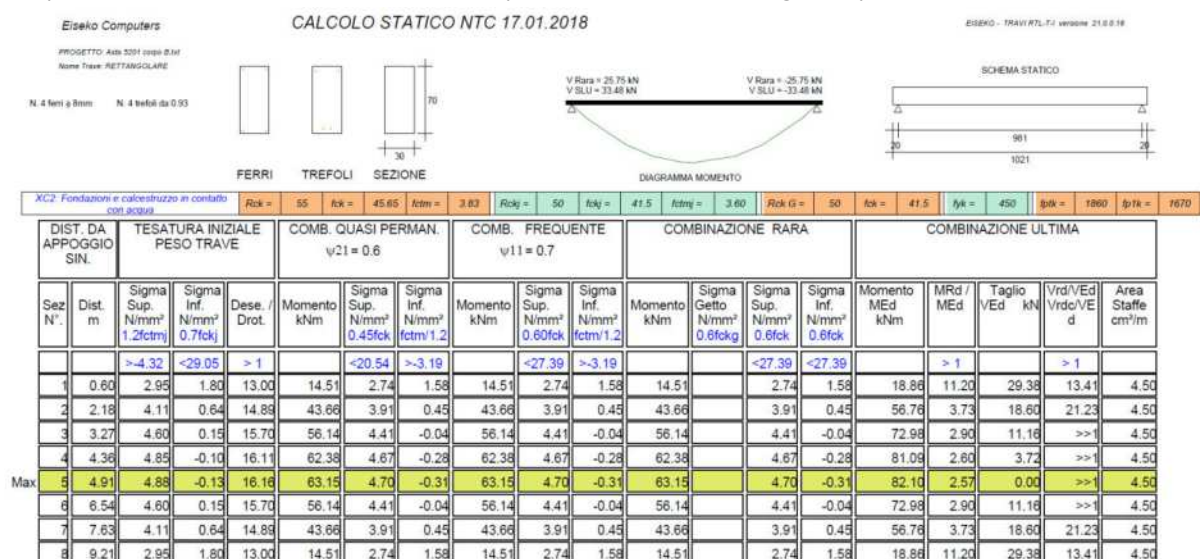 Eiseko Computers
CALCOLO STATICO NTC 17.01.2018
EISEKO - TRAVI RTL-T-I versione 21.0.0.18
PROGETTO: Asta 5201 corpo B.txt
Nome Trave: RETTANGOLARE
N. 4 ferri φ 8mm N. 4 trefoli da 0.93
70
30
FERRI TREFOLI SEZIONE
V Rara = 25.75 kN V Rara = -25.75 kN
V SLU = 33.48 kN V SLU = -33.48 kN
DIAGRAMMA MOMENTO
SCHEMA STATICO
20 981 20
1021
XC2: Fondazioni e calcestruzzo in contatto con acqua Rck = 55 fck = 45.65 fctm = 3.83 Rckj = 50 fckj = 41.5 fctmj = 3.60 Rck G = 50 fck = 41.5 fyk = 450 fptk = 1860 fp1k = 1670
DIST. DA APPOGGIO SIN. TESATURA INIZIALE PESO TRAVE COMB. QUASI PERMAN. ψ21 = 0.6 COMB. FREQUENTE ψ11 = 0.7 COMBINAZIONE RARA COMBINAZIONE ULTIMA
Sez N°. Dist. m Sigma Sup. N/mm² 1.2fctmj Sigma Inf. N/mm² 0.7fckj Dese. / Drot. Momento kNm Sigma Sup. N/mm² 0.45fck Sigma Inf. N/mm² fctm/1.2 Momento kNm Sigma Sup. N/mm² 0.60fck Sigma Inf. N/mm² fctm/1.2 Momento kNm Sigma Getto N/mm² 0.6fckg Sigma Sup. N/mm² 0.6fck Sigma Inf. N/mm² 0.6fck Momento MEd kNm MRd / MEd Taglio VEd kN Vrd/VEd Vrdc/VE d Area Staffe cm²/m
>-4.32 <29.05 > 1 <20.54 >-3.19 <27.39 >-3.19 <27.39 <27.39 > 1 > 1
1 0.60 2.95 1.80 13.00 14.51 2.74 1.58 14.51 2.74 1.58 14.51 2.74 1.58 18.86 11.20 29.38 13.41 4.50
2 2.18 4.11 0.64 14.89 43.66 3.91 0.45 43.66 3.91 0.45 43.66 3.91 0.45 56.76 3.73 18.60 21.23 4.50
3 3.27 4.60 0.15 15.70 56.14 4.41 -0.04 56.14 4.41 -0.04 56.14 4.41 -0.04 72.98 2.90 11.16 >>1 4.50
4 4.36 4.85 -0.10 16.11 62.38 4.67 -0.28 62.38 4.67 -0.28 62.38 4.67 -0.28 81.09 2.60 3.72 >>1 4.50
Max 5 4.91 4.88 -0.13 16.16 63.15 4.70 -0.31 63.15 4.70 -0.31 63.15 4.70 -0.31 82.10 2.57 0.00 >>1 4.50
6 6.54 4.60 0.15 15.70 56.14 4.41 -0.04 56.14 4.41 -0.04 56.14 4.41 -0.04 72.98 2.90 11.16 >>1 4.50
7 7.63 4.11 0.64 14.89 43.66 3.91 0.45 43.66 3.91 0.45 43.66 3.91 0.45 56.76 3.73 18.60 21.23 4.50
8 9.21 2.95 1.80 13.00 14.51 2.74 1.58 14.51 2.74 1.58 14.51 2.74 1.58 18.86 11.20 29.38 13.41 4.50